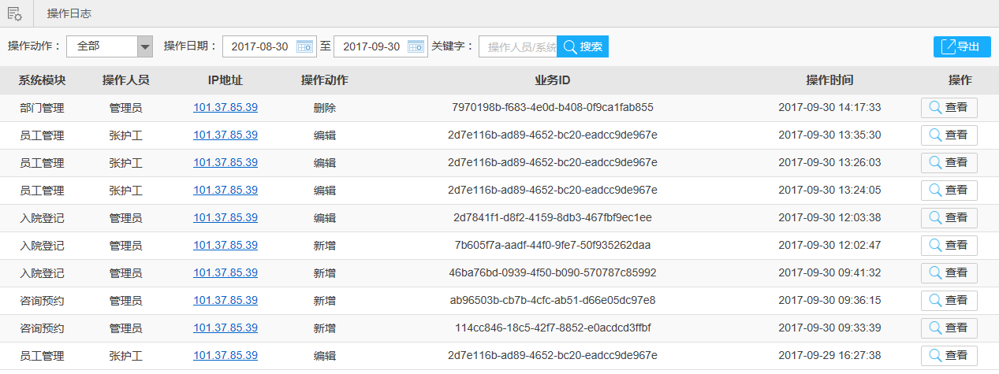 操作日志
操作动作： 全部 操作日期： 2017-08-30 至 2017-09-30 关键字： 操作人员/系统 搜索 导出
系统模块 操作人员 IP地址 操作动作 业务ID 操作时间 操作
部门管理 管理员 101.37.85.39 删除 7970198b-f683-4e0d-b408-0f9ca1fab855 2017-09-30 14:17:33 查看
员工管理 张护工 101.37.85.39 编辑 2d7e116b-ad89-4652-bc20-eadcc9de967e 2017-09-30 13:35:30 查看
员工管理 张护工 101.37.85.39 编辑 2d7e116b-ad89-4652-bc20-eadcc9de967e 2017-09-30 13:26:03 查看
员工管理 张护工 101.37.85.39 编辑 2d7e116b-ad89-4652-bc20-eadcc9de967e 2017-09-30 13:24:05 查看
入院登记 管理员 101.37.85.39 编辑 2d7841f1-d8f2-4159-8db3-467fbf9ec1ee 2017-09-30 12:03:38 查看
入院登记 管理员 101.37.85.39 新增 7b605f7a-aadf-44f0-9fe7-50f935262daa 2017-09-30 12:02:47 查看
入院登记 管理员 101.37.85.39 新增 46ba76bd-0939-4f50-b090-570787c85992 2017-09-30 09:41:32 查看
咨询预约 管理员 101.37.85.39 新增 ab96503b-cb7b-4cfc-ab51-d66e05dc97e8 2017-09-30 09:36:15 查看
咨询预约 管理员 101.37.85.39 新增 114cc846-18c5-42f7-8852-e0acdcd3ffbf 2017-09-30 09:33:39 查看
员工管理 张护工 101.37.85.39 编辑 2d7e116b-ad89-4652-bc20-eadcc9de967e 2017-09-29 16:27:38 查看